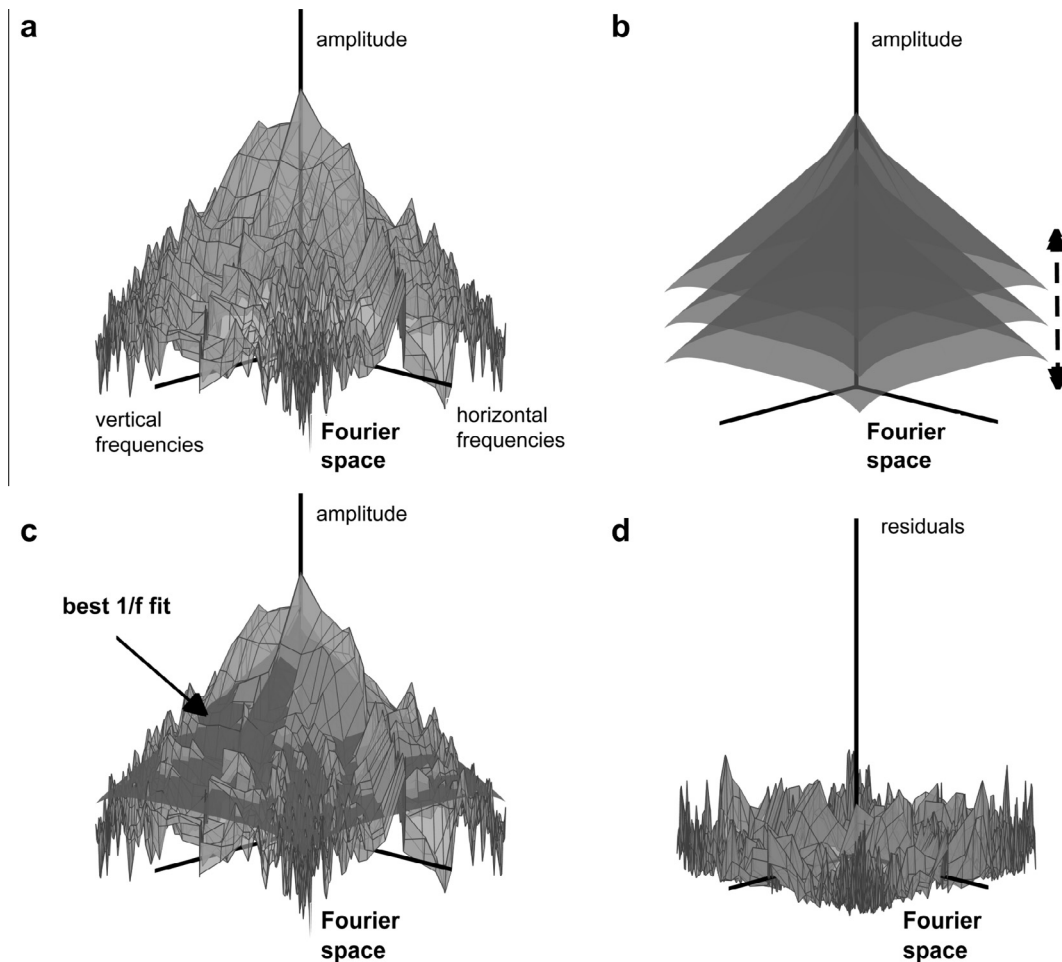 a
amplitude
vertical
frequencies
horizontal
frequencies
Fourier
space
b
amplitude
Fourier
space
c
amplitude
best 1/f fit
Fourier
space
d
residuals
Fourier
space